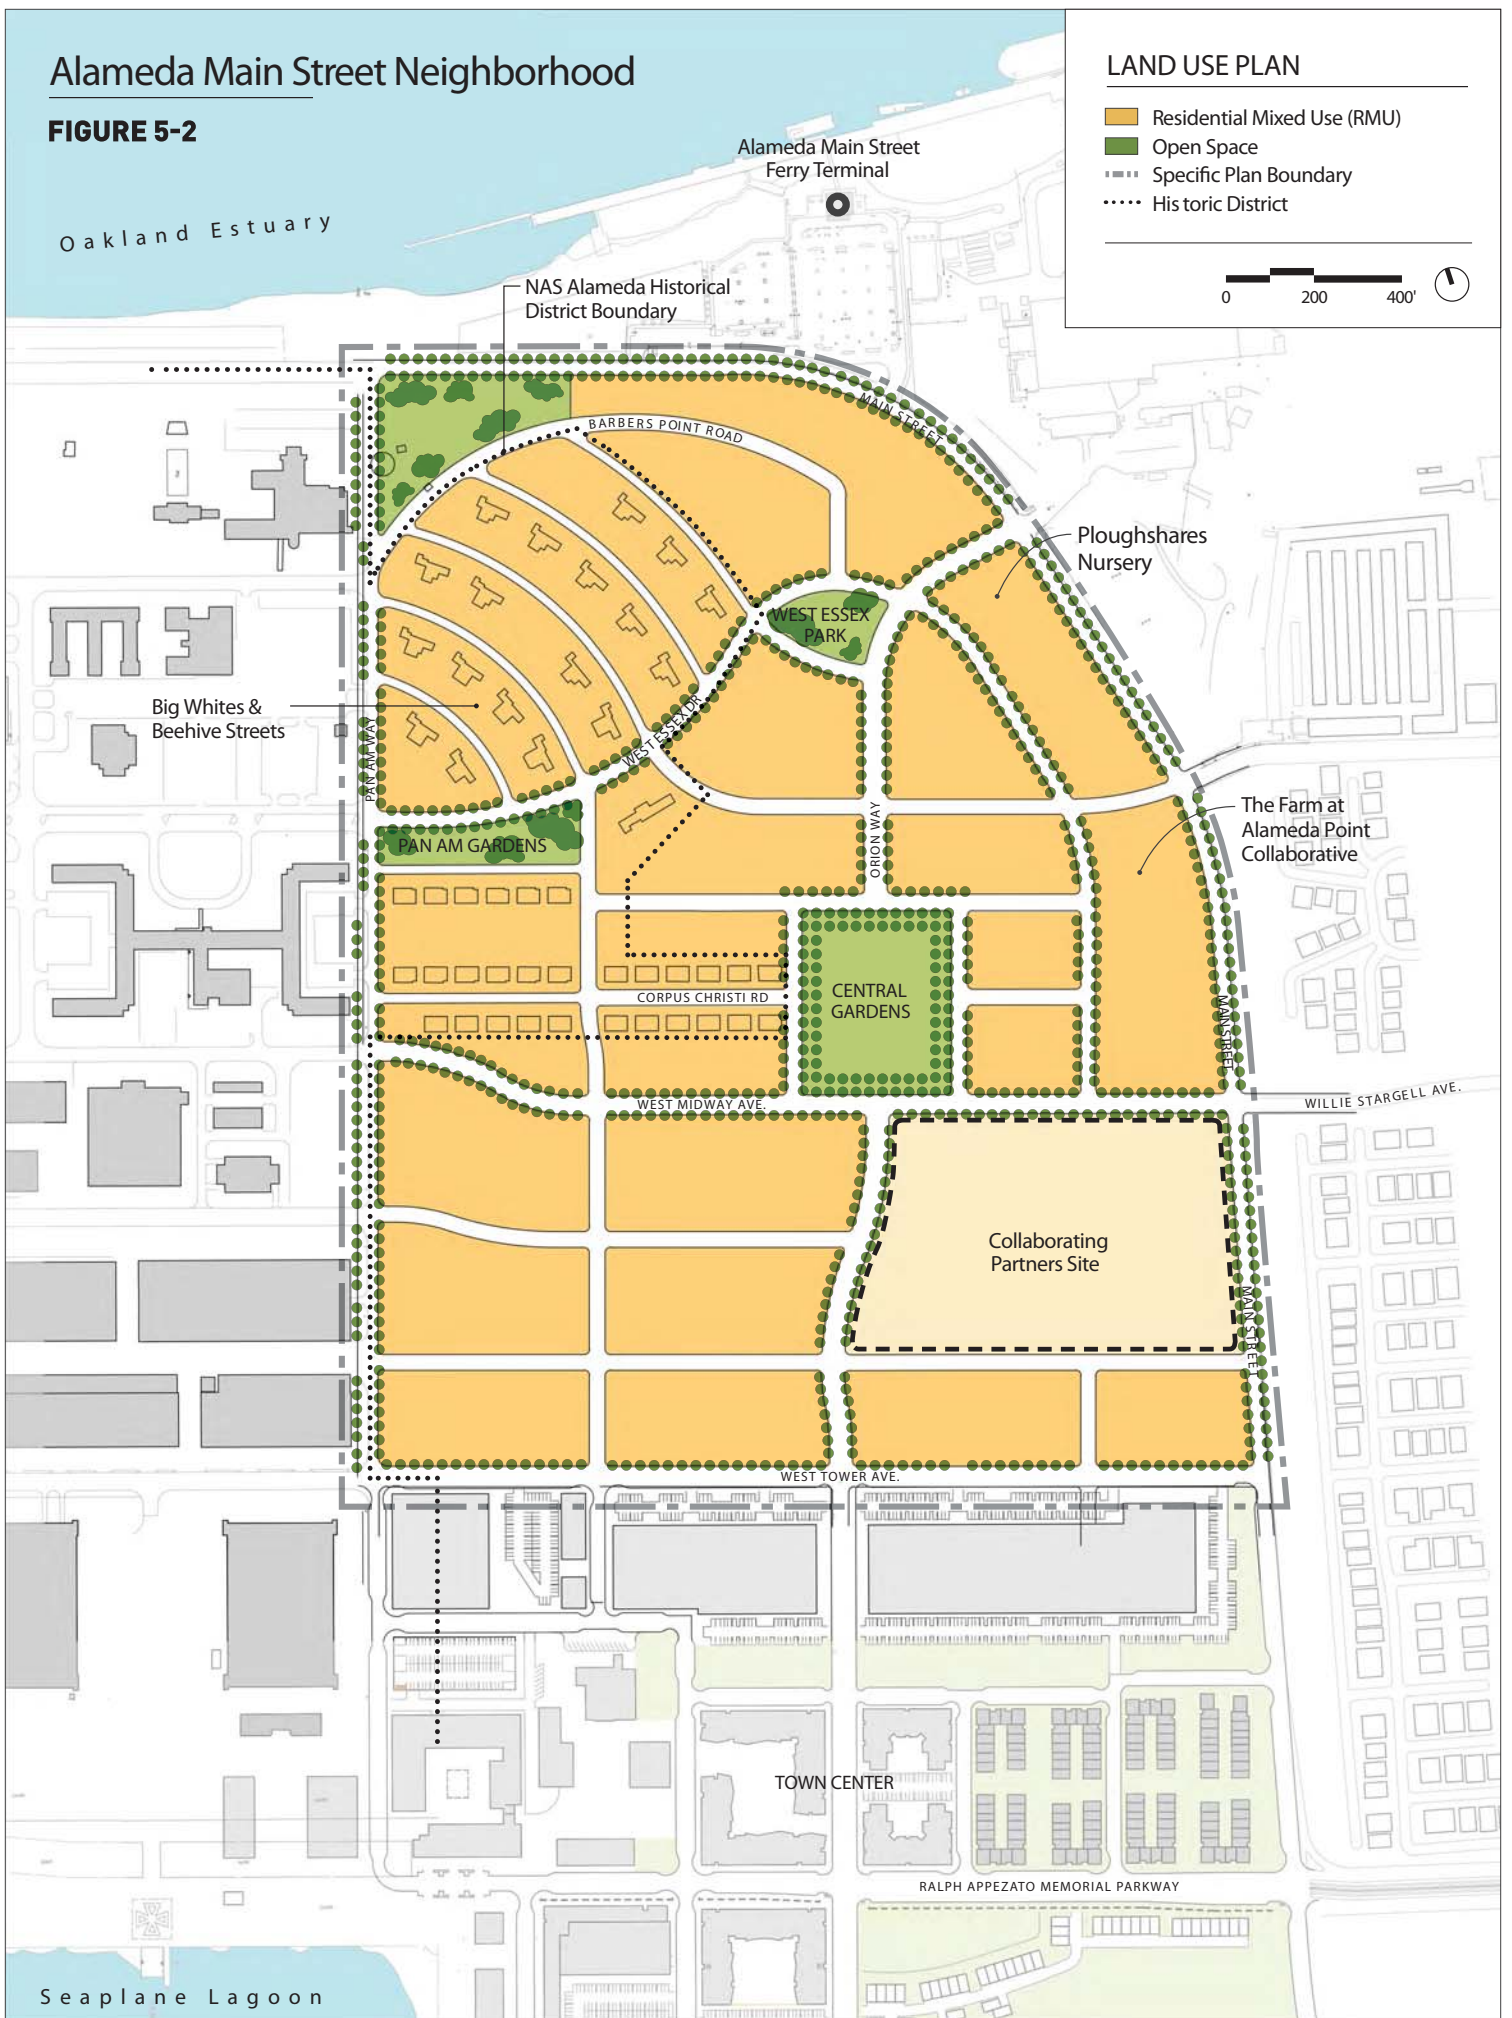 Alameda Main Street Neighborhood
FIGURE 5-2
LAND USE PLAN
Residential Mixed Use (RMU)
Open Space
Specific Plan Boundary
His toric District
0 200 400'
Alameda Main Street
Ferry Terminal
Oakland Estuary
NAS Alameda Historical
District Boundary
MAIN STREET
BARBERS POINT ROAD
Ploughshares
Nursery
WEST ESSEX
PARK
Big Whites &
Beehive Streets
PAN AM WAY
WEST ESSEX DR
The Farm at
Alameda Point
Collaborative
ORION WAY
PAN AM GARDENS
CENTRAL
GARDENS
CORPUS CHRISTI RD
MAIN STREET
WEST MIDWAY AVE.
WILLIE STARGELL AVE.
Collaborating
Partners Site
MAIN STREET
WEST TOWER AVE.
TOWN CENTER
RALPH APPEZATO MEMORIAL PARKWAY
Seaplane Lagoon